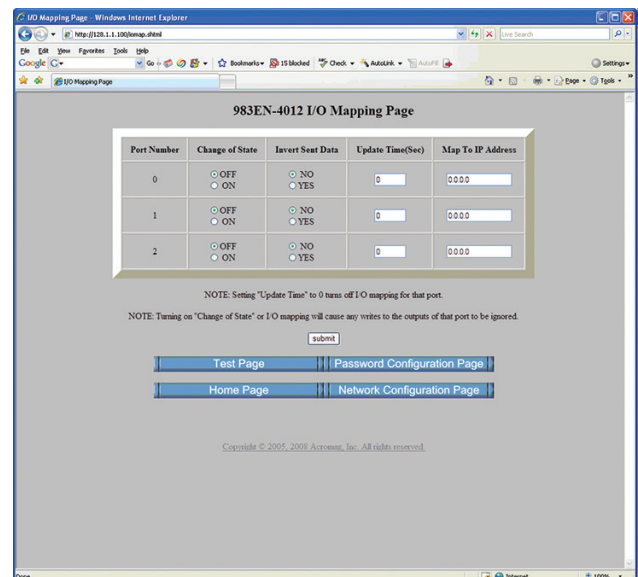 I/O Mapping Page - Windows Internet Explorer
http://128.1.1.100/iomap.shtml
Live Search
File Edit View Favorites Tools Help
Google G Go Bookmarks 15 blocked Check AutoLink AutoFill Settings
I/O Mapping Page Page Tools
983EN-4012 I/O Mapping Page
Port Number Change of State Invert Sent Data Update Time(Sec) Map To IP Address
0 OFF ON NO YES 0 0.0.0.0
1 OFF ON NO YES 0 0.0.0.0
2 OFF ON NO YES 0 0.0.0.0
NOTE: Setting "Update Time" to 0 turns off I/O mapping for that port.
NOTE: Turning on "Change of State" or I/O mapping will cause any writes to the outputs of that port to be ignored.
submit
Test Page Password Configuration Page
Home Page Network Configuration Page
Copyright © 2005, 2008 Acromag, Inc. All rights reserved.
Done Internet 100%